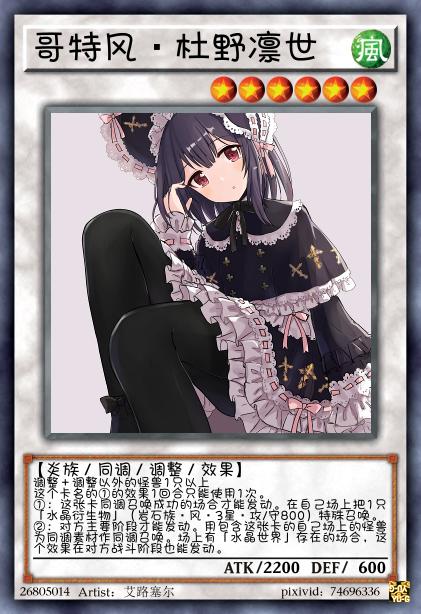 哥特风·杜野凛世
風
【炎族／同调／调整／效果】
调整＋调整以外的怪兽1只以上
这个卡名的①的效果1回合只能使用1次。
①：这张卡同调召唤成功的场合才能发动。在自己场上把1只
「水晶衍生物」（岩石族・风・3星・攻/守800）特殊召唤。
②：对方主要阶段才能发动。用包含这张卡的自己场上的怪兽
为同调素材作同调召唤。场上有「水晶世界」存在的场合，这
个效果在对方战斗阶段也能发动。
ATK/2200 DEF/ 600
26805014 Artist: 艾路塞尔 pixivid: 74696336